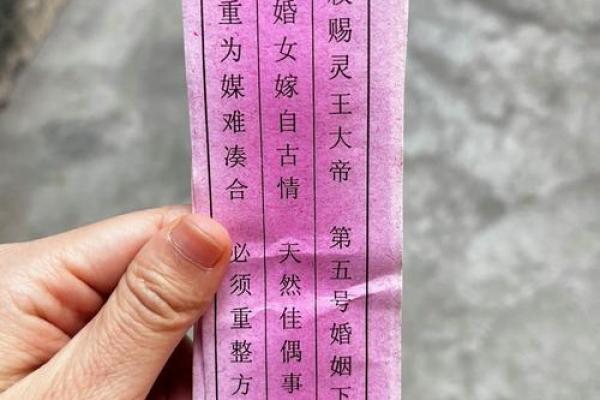 赐灵王大帝 第五号婚姻下
婚女嫁自古情 天然佳偶事
重为媒难凑合 必须重整方